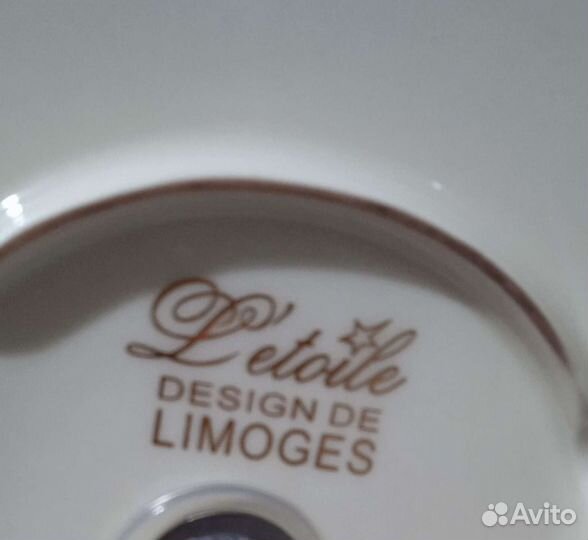 L'etoile
DESIGN DE
LIMOGES
Avito